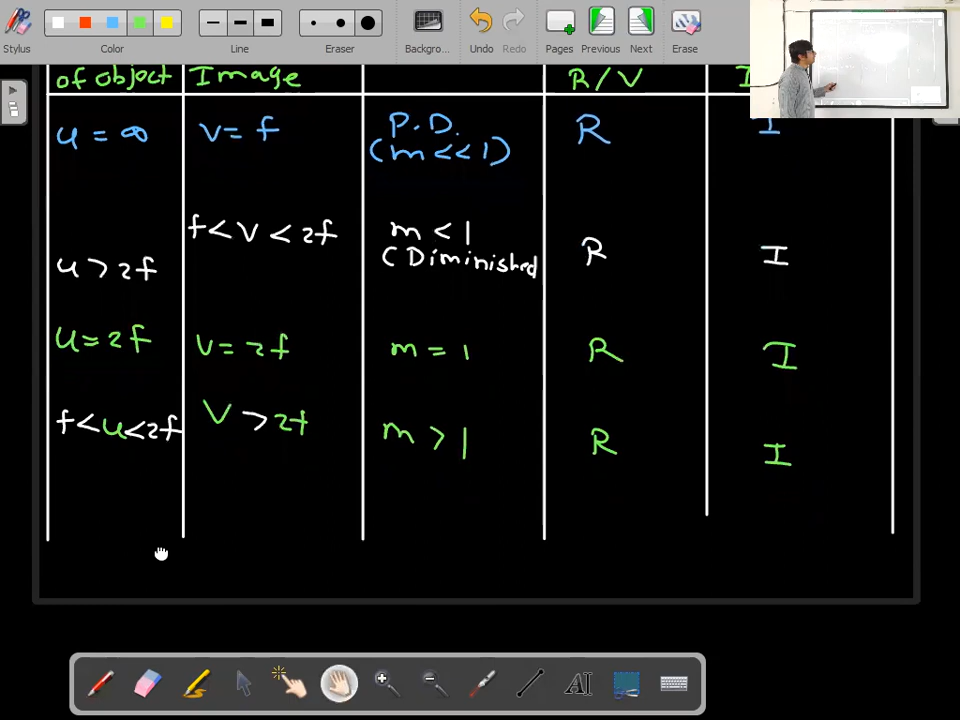 Stylus Color Line Eraser Backgro... Undo Redo Pages Previous Next Erase
of object Image R/V I
u = ∞ v = f P.D. (m << 1) R I
u > 2f f < v < 2f m < 1 (Diminished R I
u = 2f v = 2f m = 1 R I
f < u < 2f v > 2f m > 1 R I